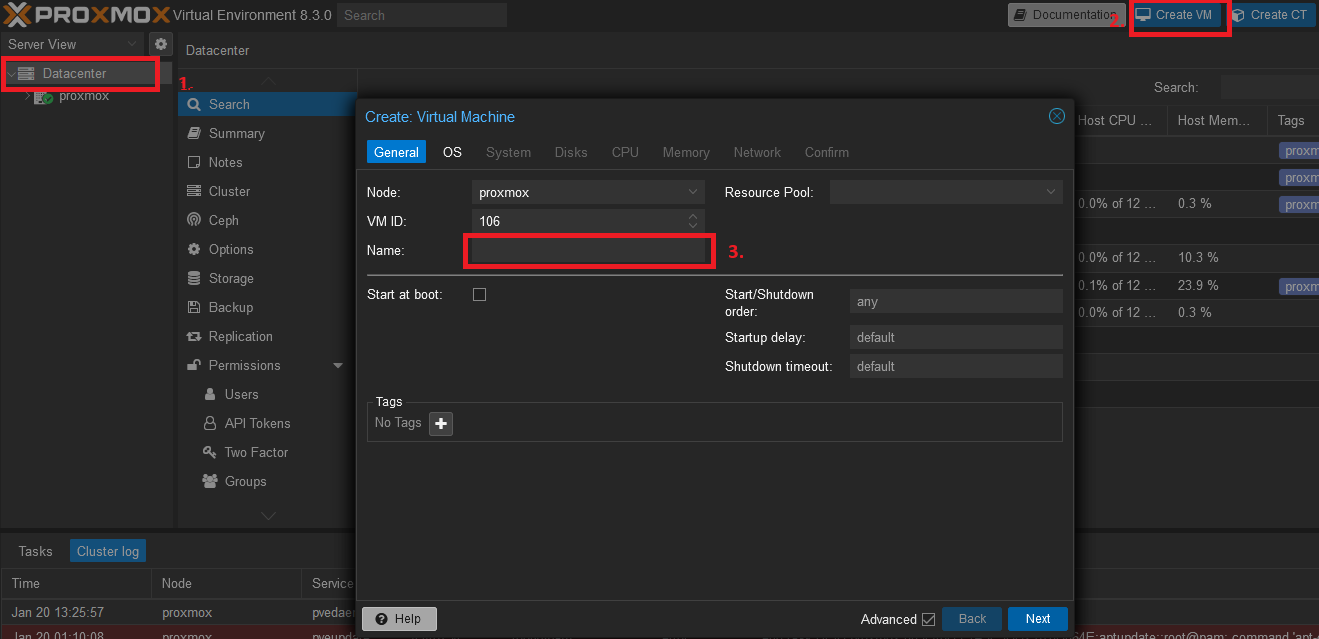 PROXMOX Virtual Environment 8.3.0 Search Documentation 2. Create VM Create CT
Server View Datacenter
Datacenter 1.
proxmox
Search:
Host CPU ... Host Mem... Tags
Search
Summary
Notes
Cluster
Ceph
Options
Storage
Backup
Replication
Permissions
Users
API Tokens
Two Factor
Groups
Create: Virtual Machine
General OS System Disks CPU Memory Network Confirm
Node: proxmox Resource Pool:
VM ID: 106
Name: 3.
Start at boot: Start/Shutdown order: any
Startup delay: default
Shutdown timeout: default
Tags
No Tags
Help Advanced Back Next
proxm
proxm
0.0% of 12 ... 0.3 % proxm
0.0% of 12 ... 10.3 %
0.1% of 12 ... 23.9 % proxm
0.0% of 12 ... 0.3 %
Tasks Cluster log
Time Node Service
Jan 20 13:25:57 proxmox pvedaer
Jan 20 01:10:08 proxmox pveupda :aptupdate::root@pam: command 'apt-